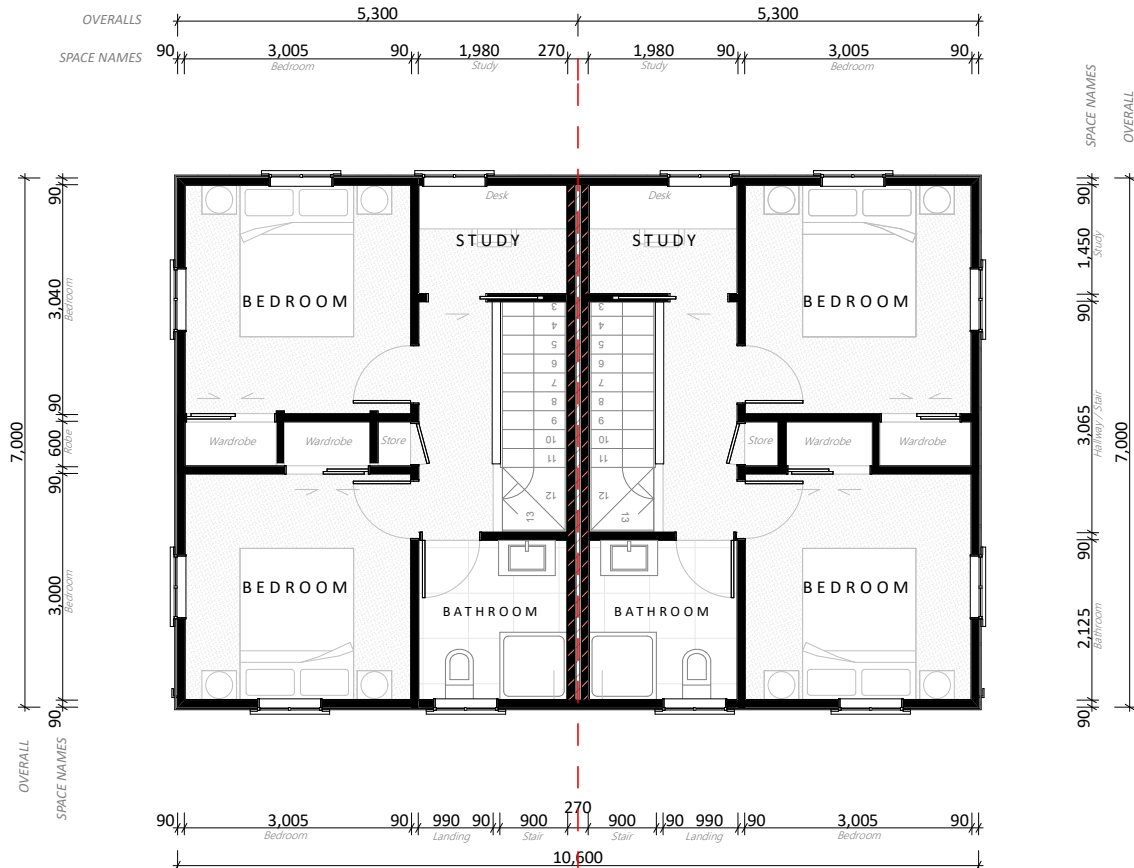 OVERALLS 5,300 5,300
SPACE NAMES 90 3,005 90 1,980 270 1,980 90 3,005 90
Bedroom Study Study Bedroom
SPACE NAMES
OVERALL
7,000
90 3,040 90 600 90 3,000 90
Bedroom Robe Bedroom
OVERALL
SPACE NAMES
Desk Desk
STUDY STUDY
BEDROOM BEDROOM
3 3
4 4
5 5
6 6
7 7
8 8
9 9
10 10
11 11
12 12
13 13
Wardrobe Wardrobe Store Store Wardrobe Wardrobe
BEDROOM BEDROOM
BATHROOM BATHROOM
90 1,450 90 3,065 90 2,125 90
Study Hallway / Stair Bathroom
7,000
270
90 3,005 90 990 90 900 900 90 990 90 3,005 90
Bedroom Landing Stair Stair Landing Bedroom
10,600